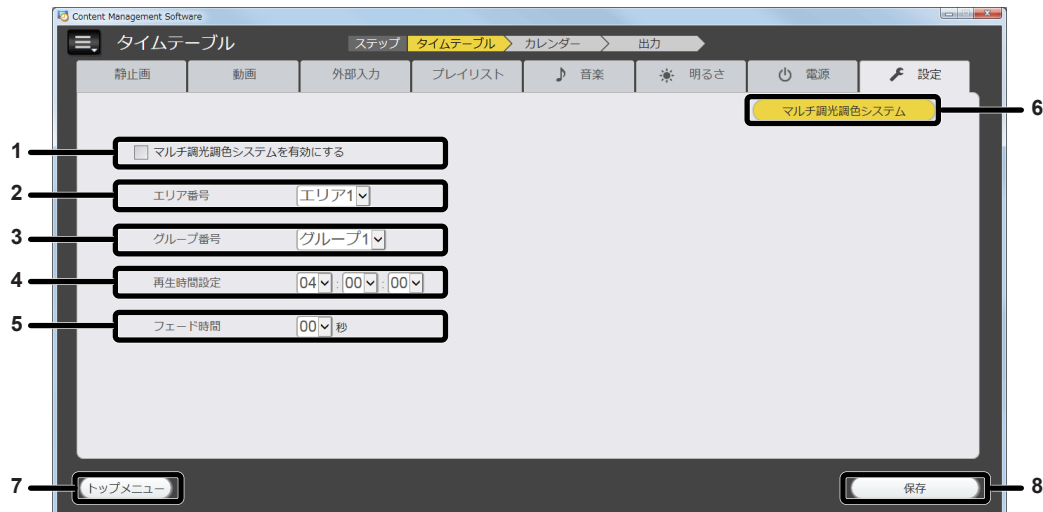 Content Management Software
タイムテーブル ステップ タイムテーブル カレンダー 出力
静止画 動画 外部入力 プレイリスト 音楽 明るさ 電源 設定
マルチ調光調色システム 6
1 マルチ調光調色システムを有効にする
2 エリア番号 エリア1
3 グループ番号 グループ1
4 再生時間設定 04 : 00 : 00
5 フェード時間 00 秒
7 トップメニュー 保存 8